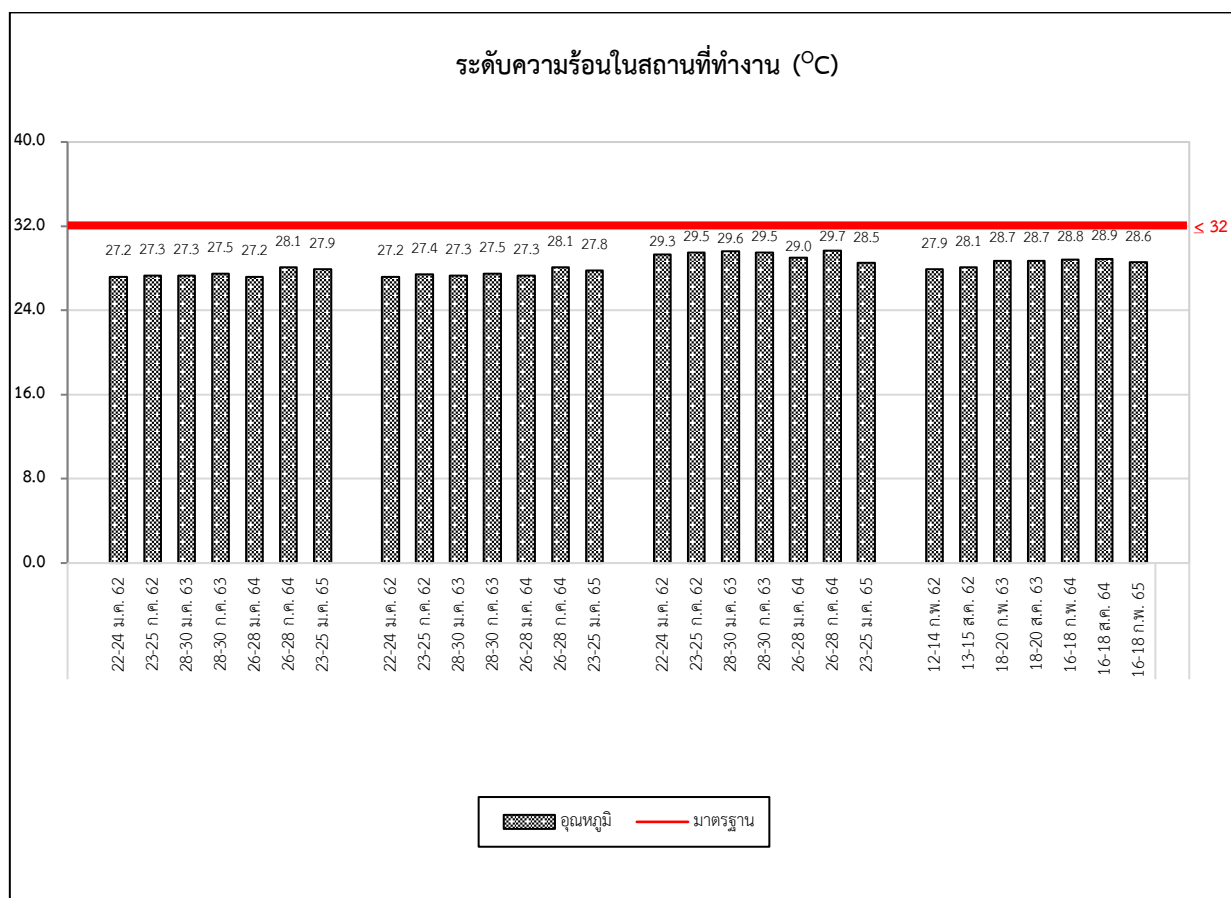 ระดับความร้อนในสถานที่ทำงาน (ºC)
40.0
32.0
24.0
16.0
8.0
0.0
≤ 32
27.2 27.3 27.3 27.5 27.2 28.1 27.9
27.2 27.4 27.3 27.5 27.3 28.1 27.8
29.3 29.5 29.6 29.5 29.0 29.7 28.5
27.9 28.1 28.7 28.7 28.8 28.9 28.6
22-24 ม.ค. 62
23-25 ก.ค. 62
28-30 ม.ค. 63
28-30 ก.ค. 63
26-28 ม.ค. 64
26-28 ก.ค. 64
23-25 ม.ค. 65
22-24 ม.ค. 62
23-25 ก.ค. 62
28-30 ม.ค. 63
28-30 ก.ค. 63
26-28 ม.ค. 64
26-28 ก.ค. 64
23-25 ม.ค. 65
22-24 ม.ค. 62
23-25 ก.ค. 62
28-30 ม.ค. 63
28-30 ก.ค. 63
26-28 ม.ค. 64
26-28 ก.ค. 64
23-25 ม.ค. 65
12-14 ก.พ. 62
13-15 ส.ค. 62
18-20 ก.พ. 63
18-20 ส.ค. 63
16-18 ก.พ. 64
16-18 ส.ค. 64
16-18 ก.พ. 65
อุณหภูมิ
มาตรฐาน